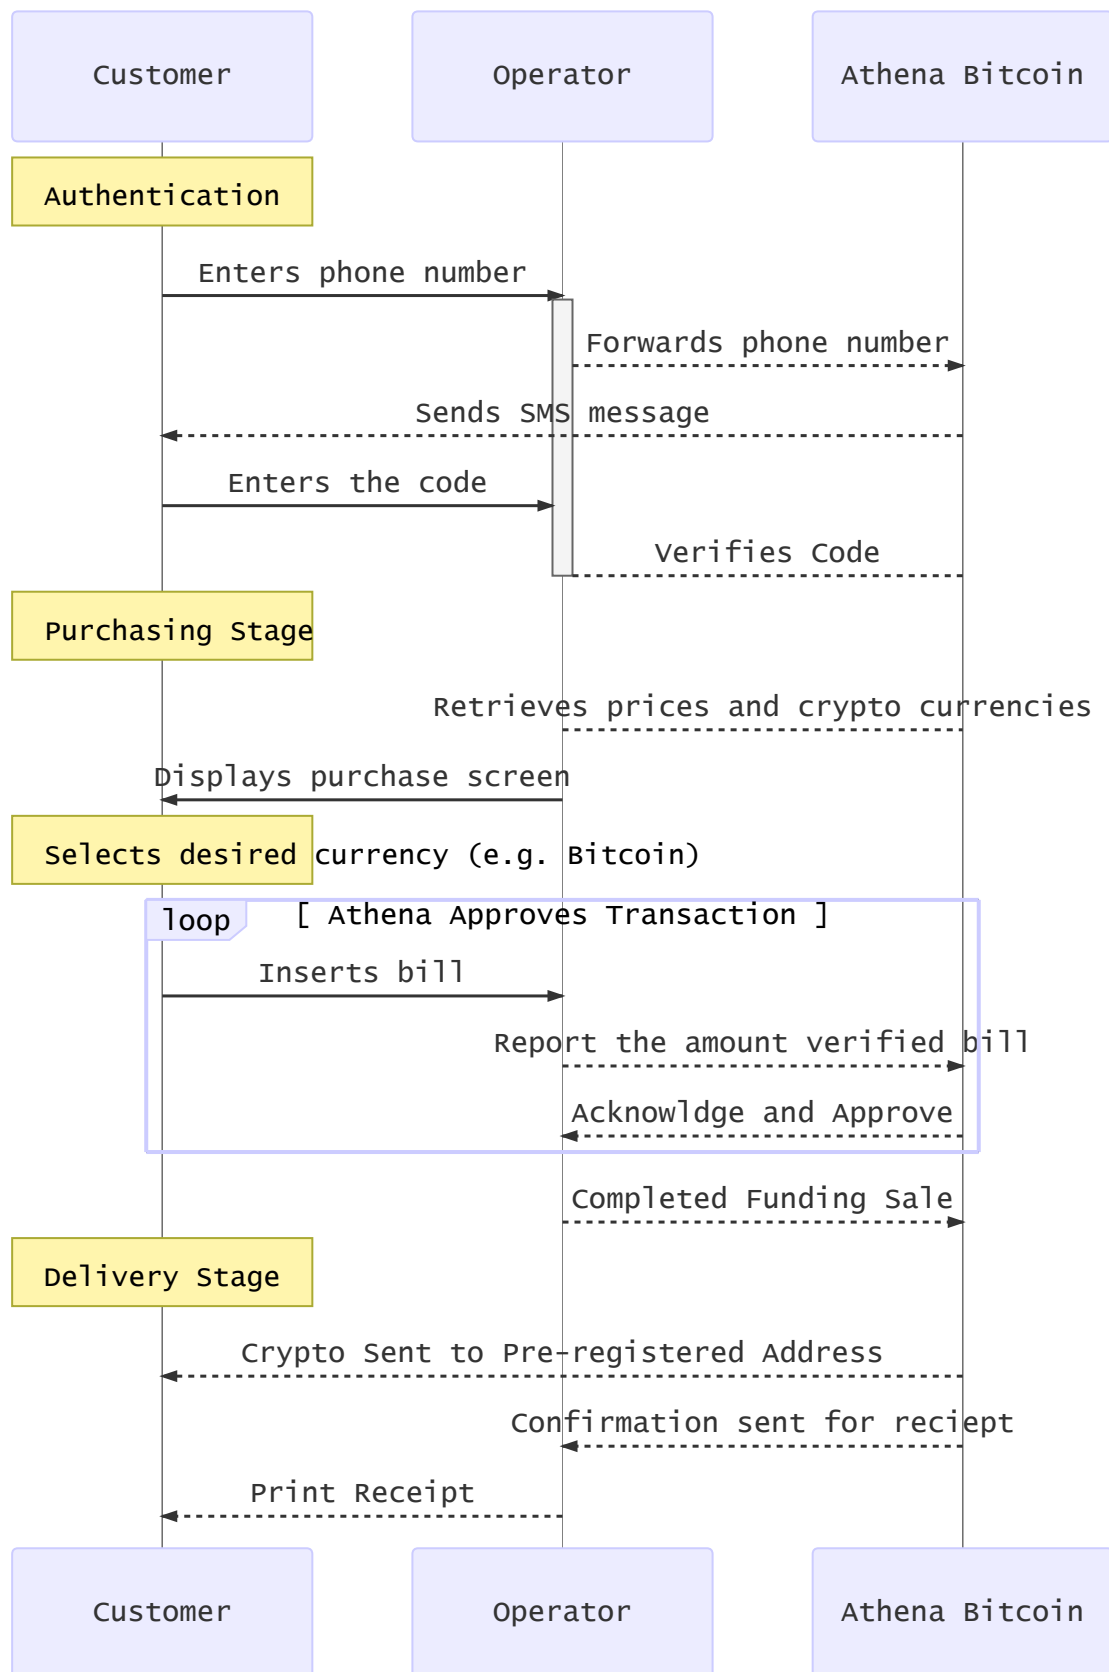 Customer
Operator
Athena Bitcoin
Authentication
Enters phone number
Forwards phone number
Sends SMS message
Enters the code
Verifies Code
Purchasing Stage
Retrieves prices and crypto currencies
Displays purchase screen
Selects desired currency (e.g. Bitcoin)
loop
[ Athena Approves Transaction ]
Inserts bill
Report the amount verified bill
Acknowldge and Approve
Completed Funding Sale
Delivery Stage
Crypto Sent to Pre-registered Address
Confirmation sent for reciept
Print Receipt
Customer
Operator
Athena Bitcoin